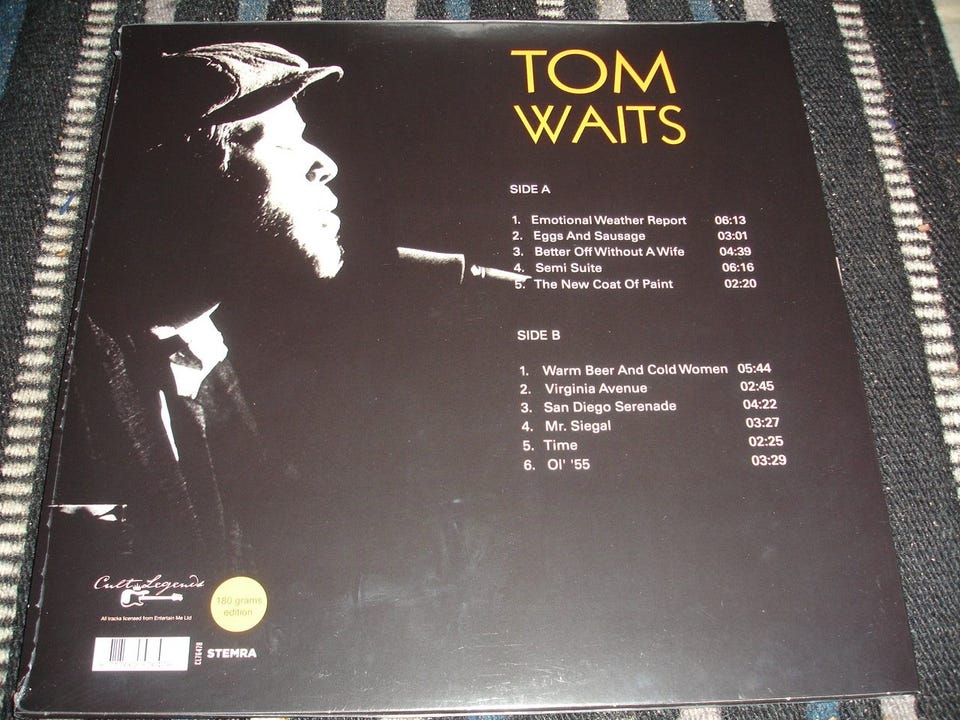 TOM
WAITS
SIDE A
1. Emotional Weather Report 06:13
2. Eggs And Sausage 03:01
3. Better Off Without A Wife 04:39
4. Semi Suite 06:16
5. The New Coat Of Paint 02:20
SIDE B
1. Warm Beer And Cold Women 05:44
2. Virginia Avenue 02:45
3. San Diego Serenade 04:22
4. Mr. Siegal 03:27
5. Time 02:25
6. Ol' '55 03:29
Cult Legends
All tracks licensed from Entertain Me Ltd
180 grams
edition
CL76478
STEMRA